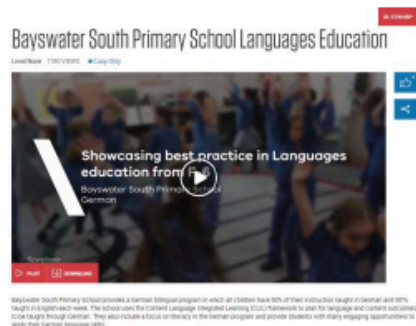 Bayswater South Primary School Languages Education
Copy Only
Showcasing best practice in Languages
education from F-6
Bayswater South Primary School
German
PLAY DOWNLOAD
Bayswater South Primary School provides a German bilingual program in which all children have 50% of their instruction taught in German and 50%
taught in English each week. The school uses the Content Language Integrated Learning (CLIL) framework to plan for language and content outcomes
to be taught through German. They also include a focus on literacy in the German program and provide students with many engaging opportunities to
apply their German language skills.